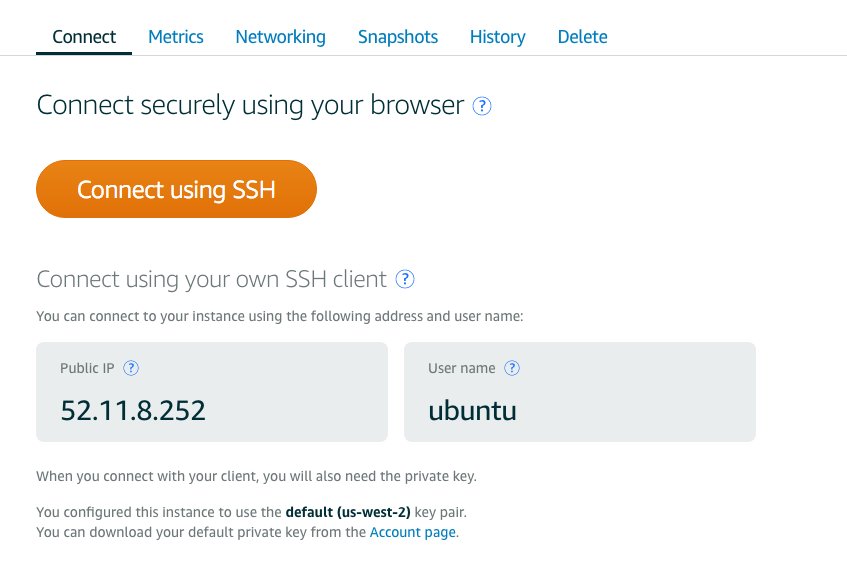 Connect Metrics Networking Snapshots History Delete
Connect securely using your browser ?
Connect using SSH
Connect using your own SSH client ?
You can connect to your instance using the following address and user name:
Public IP ? User name ?
52.11.8.252 ubuntu
When you connect with your client, you will also need the private key.
You configured this instance to use the default (us-west-2) key pair.
You can download your default private key from the Account page.